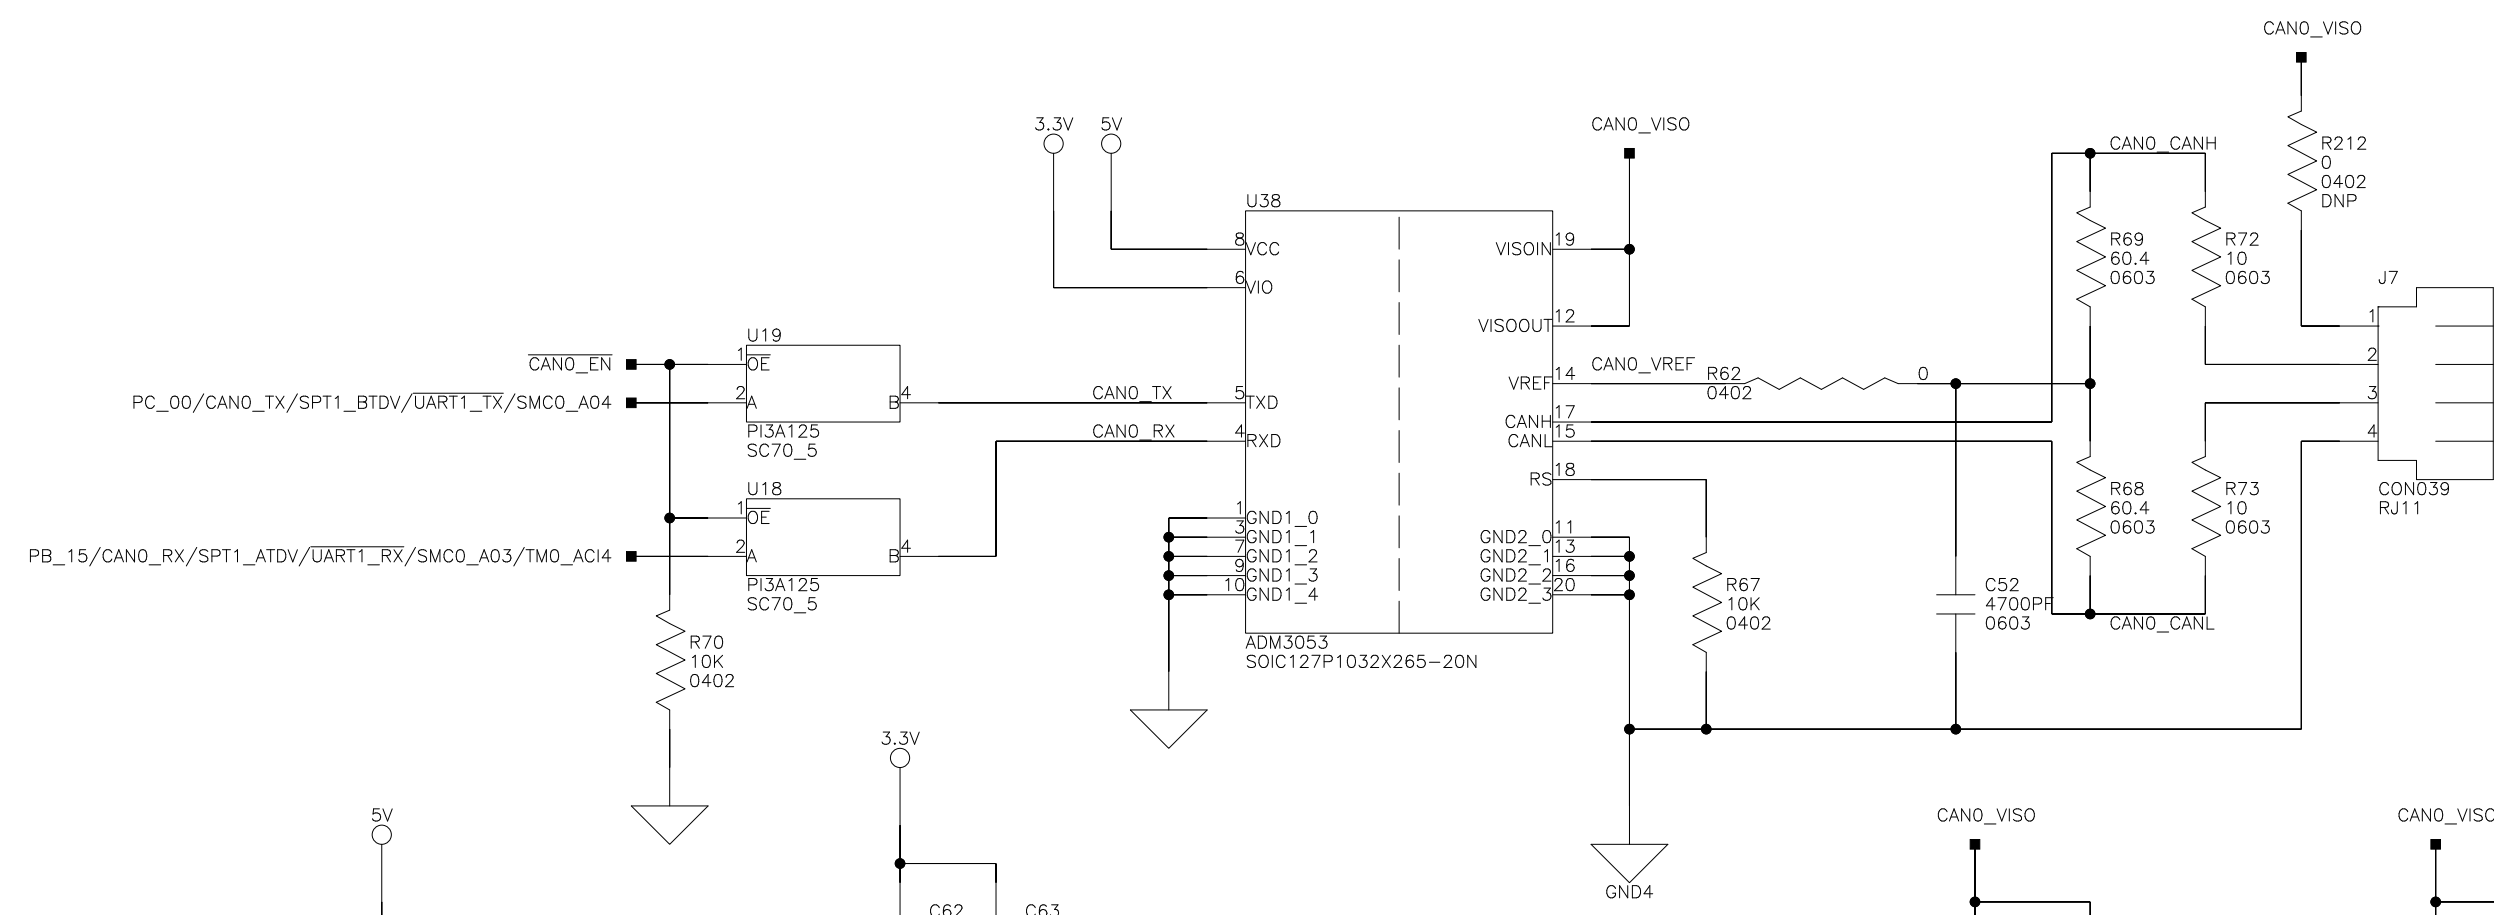 CAN0_VISO
3.3V
5V
CAN0_VISO
CAN0_CANH
R212
0
0402
DNP
U38
8
VCC
VISOIN
19
R69
60.4
0603
R72
10
0603
6
VIO
J7
VISOOUT
12
1
U19
1
OE
CAN0_EN
2
A
B
4
PC_00/CAN0_TX/SPT1_BTDV/UART1_TX/SMC0_A04
PI3A125
SC70_5
CAN0_TX
5
TXD
VREF
14
CAN0_VREF
R62
0402
0
2
CAN0_RX
4
RXD
CANH
17
CANL
15
3
RS
18
4
CON039
RJ11
U18
1
OE
2
A
B
4
PB_15/CAN0_RX/SPT1_ATDV/UART1_RX/SMC0_A03/TM0_ACI4
PI3A125
SC70_5
R68
60.4
0603
R73
10
0603
1
GND1_0
3
GND1_1
7
GND1_2
9
GND1_3
10
GND1_4
GND2_0
11
GND2_1
13
GND2_2
16
GND2_3
20
R67
10K
0402
C52
4700PF
0603
CAN0_CANL
ADM3053
SOIC127P1032X265-20N
R70
10K
0402
3.3V
5V
CAN0_VISO
CAN0_VISO
GND4
C62
C63